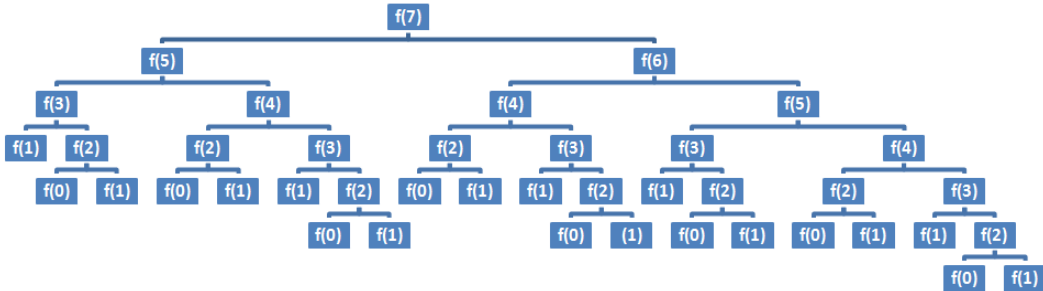 f(7)
f(5) f(6)
f(3) f(4) f(4) f(5)
f(1) f(2) f(2) f(3) f(2) f(3) f(3) f(4)
f(0) f(1) f(0) f(1) f(1) f(2) f(0) f(1) f(1) f(2) f(1) f(2) f(2) f(3)
f(0) f(1) f(0) (1) f(0) f(1) f(0) f(1) f(1) f(2)
f(0) f(1)